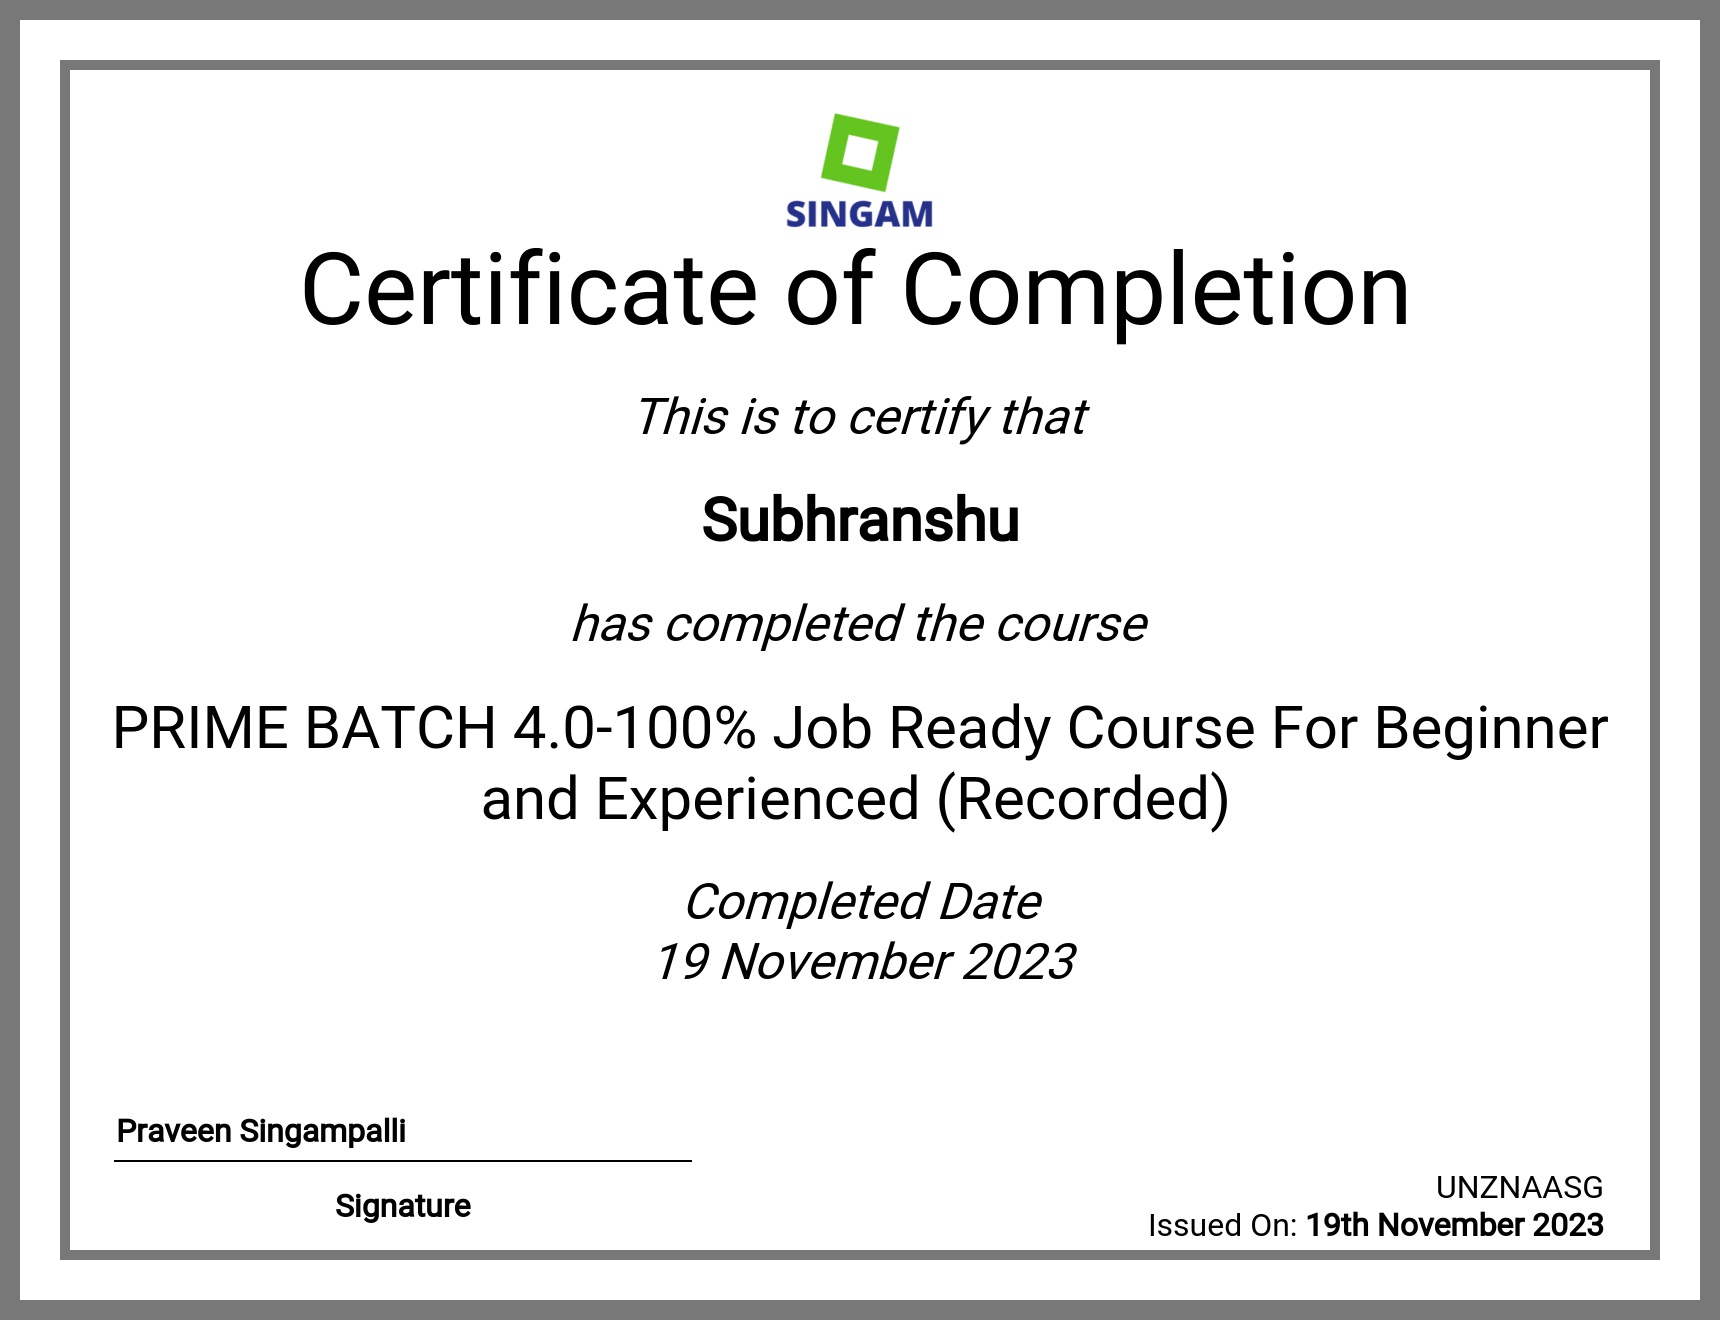 SINGAM
Certificate of Completion
This is to certify that
Subhranshu
has completed the course
PRIME BATCH 4.0-100% Job Ready Course For Beginner
and Experienced (Recorded)
Completed Date
19 November 2023
Praveen Singampalli
Signature
UNZNAASG
Issued On: 19th November 2023